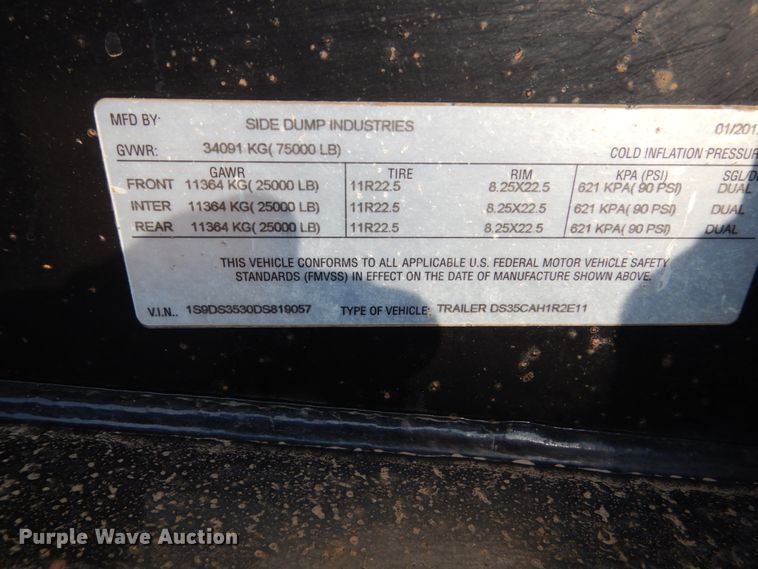 MFD BY: SIDE DUMP INDUSTRIES 01/201
GVWR: 34091 KG( 75000 LB) COLD INFLATION PRESSUR
GAWR TIRE RIM KPA (PSI) SGL/D
FRONT 11364 KG( 25000 LB) 11R22.5 8.25X22.5 621 KPA( 90 PSI) DUAL
INTER 11364 KG( 25000 LB) 11R22.5 8.25X22.5 621 KPA( 90 PSI) DUAL
REAR 11364 KG( 25000 LB) 11R22.5 8.25X22.5 621 KPA( 90 PSI) DUAL
THIS VEHICLE CONFORMS TO ALL APPLICABLE U.S. FEDERAL MOTOR VEHICLE SAFETY
STANDARDS (FMVSS) IN EFFECT ON THE DATE OF MANUFACTURE SHOWN ABOVE.
V.I.N.. 1S9DS3530DS819057 TYPE OF VEHICLE: TRAILER DS35CAH1R2E11
Purple Wave Auction